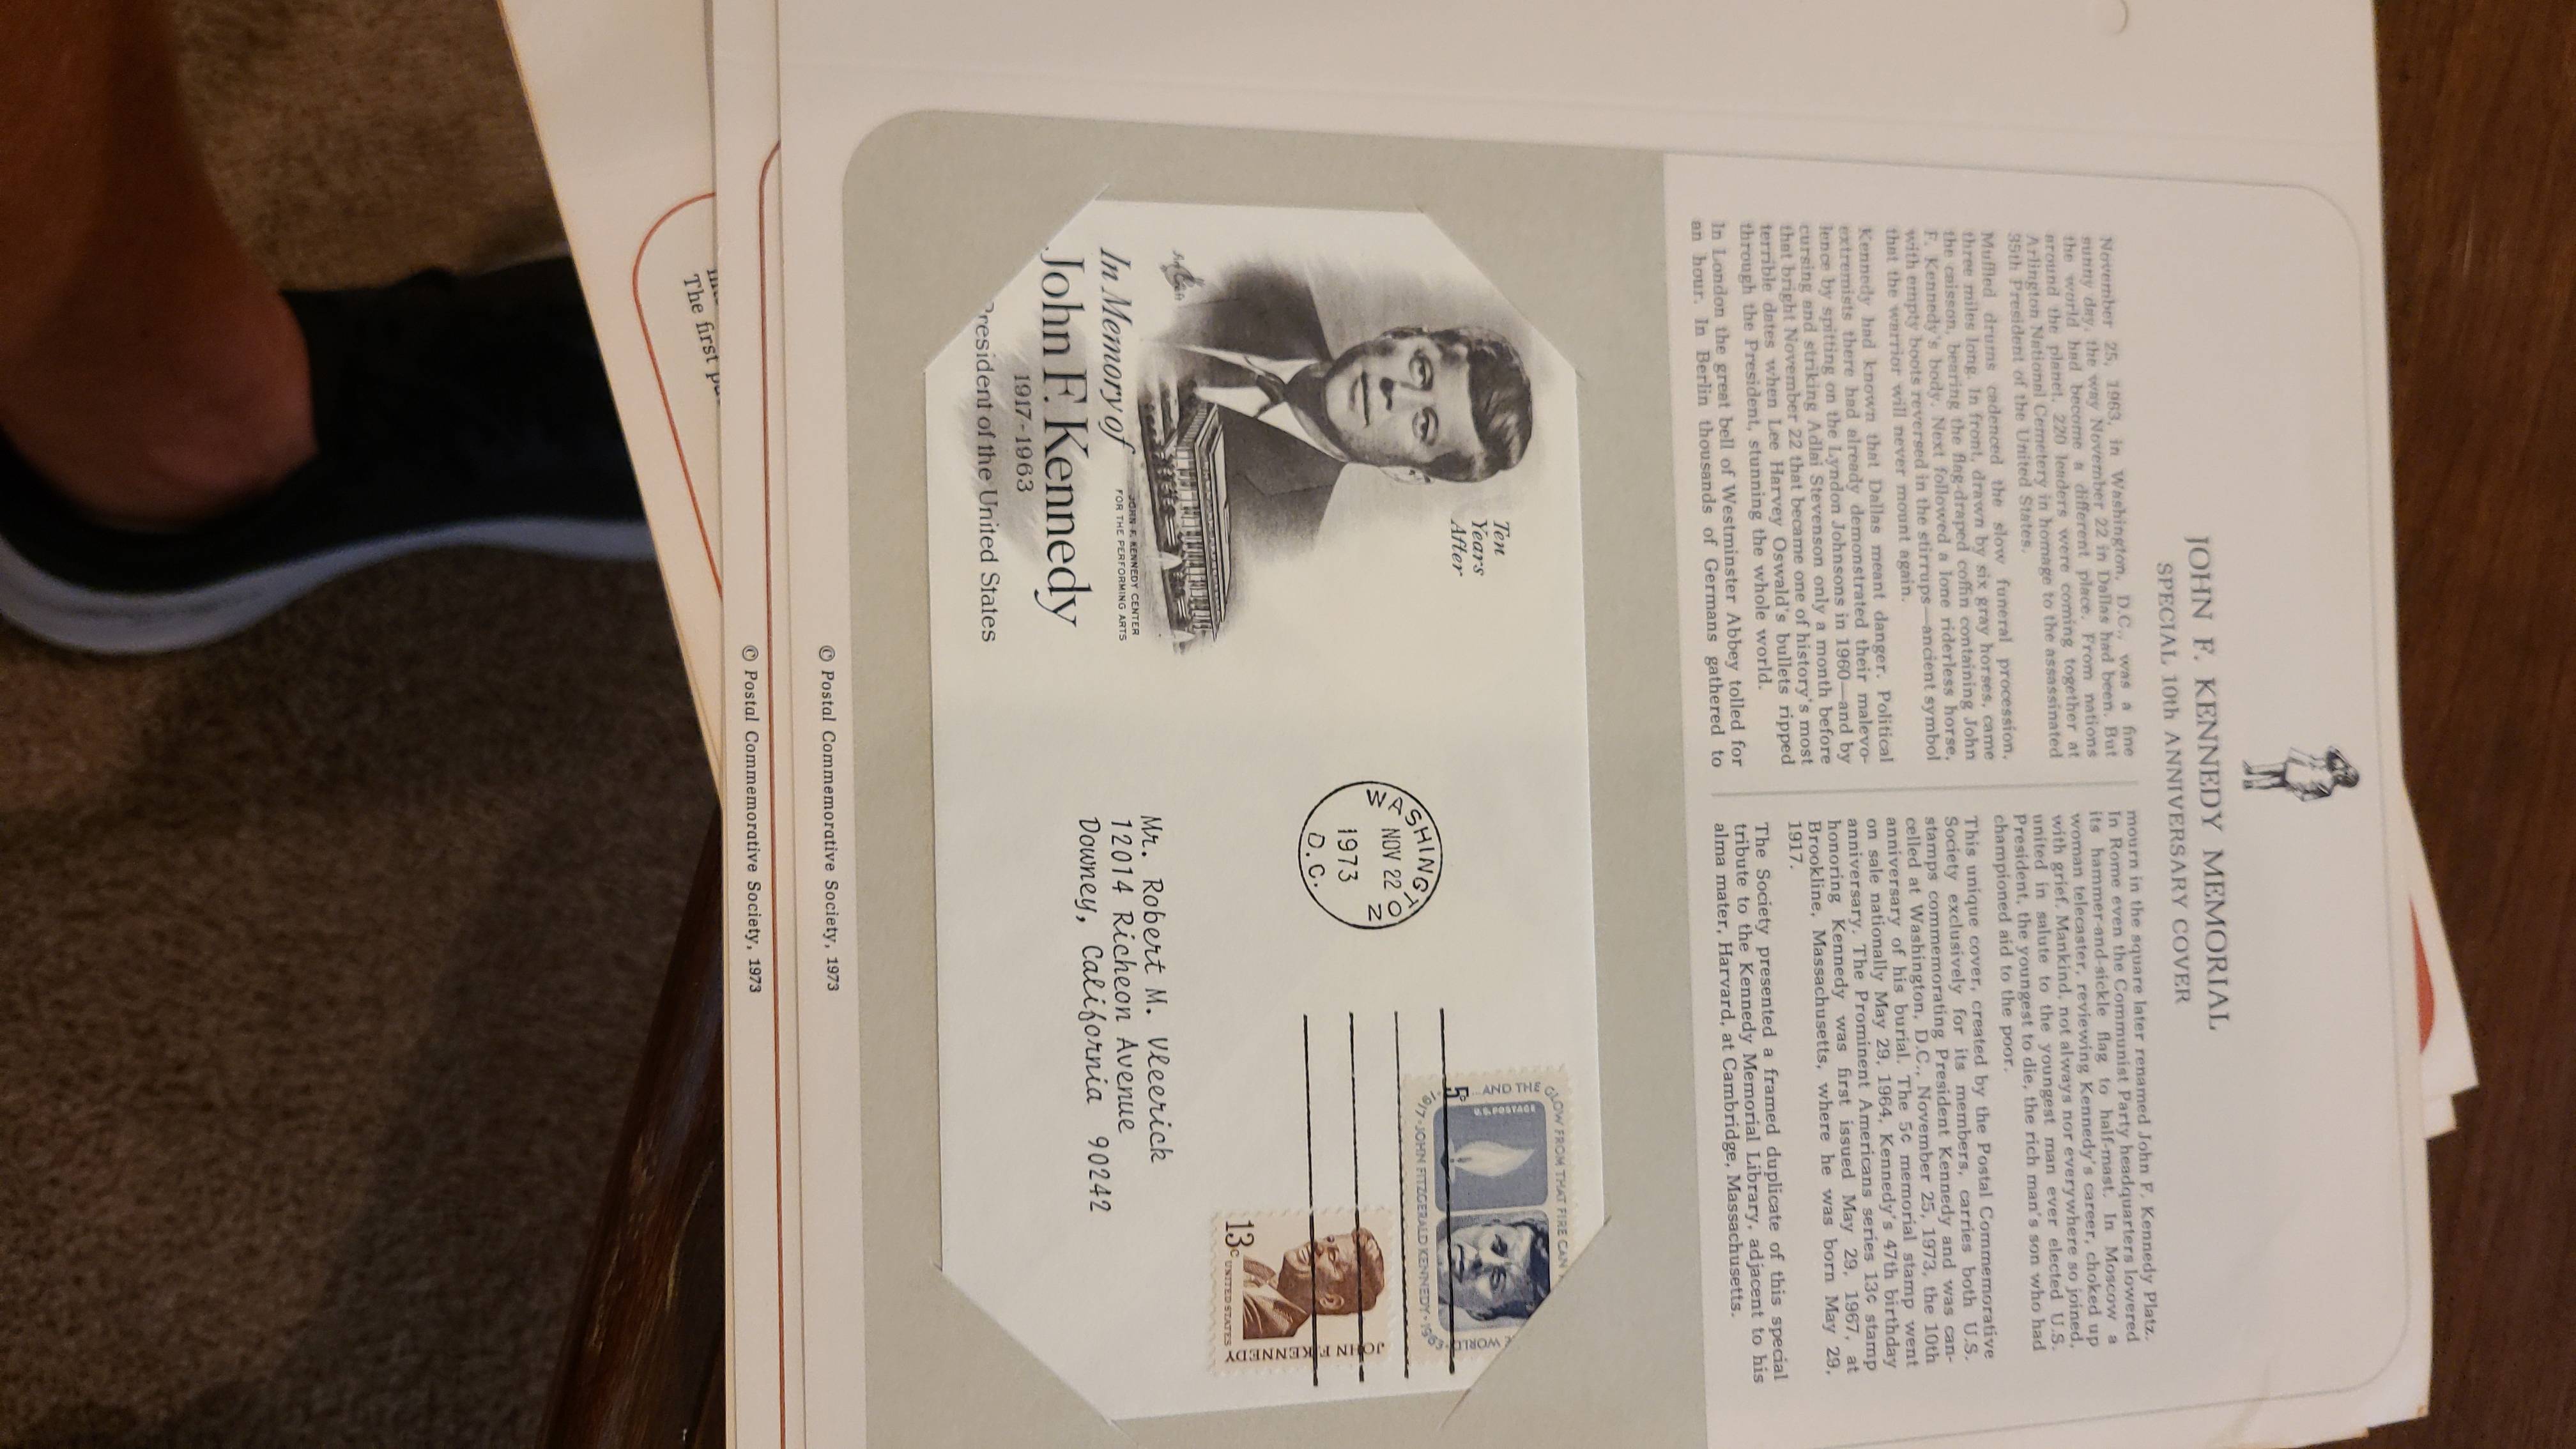 JOHN F. KENNEDY MEMORIAL
SPECIAL 10th ANNIVERSARY COVER
November 25, 1963, in Washington, D.C., was a fine
sunny day, the way November 22 in Dallas had been. But
the world had become a different place. From nations
around the planet, 220 leaders were coming together at
Arlington National Cemetery in homage to the assassinated
35th President of the United States.
Muffled drums cadenced the slow funeral procession,
three miles long. In front, drawn by six gray horses, came
the caisson, bearing the flag-draped coffin containing John
F. Kennedy's body. Next followed a lone riderless horse,
with empty boots reversed in the stirrups—ancient symbol
that the warrior will never mount again.
Kennedy had known that Dallas meant danger. Political
extremists there had already demonstrated their malevo-
lence by spitting on the Lyndon Johnsons in 1960—and by
cursing and striking Adlai Stevenson only a month before
that bright November 22 that became one of history's most
terrible dates when Lee Harvey Oswald's bullets ripped
through the President, stunning the whole world.
In London the great bell of Westminster Abbey tolled for
an hour. In Berlin thousands of Germans gathered to
mourn in the square later renamed John F. Kennedy Platz.
In Rome even the Communist Party headquarters lowered
its hammer-and-sickle flag to half-mast. In Moscow a
woman telecaster, reviewing Kennedy's career, choked up
with grief. Mankind, not always nor everywhere so joined,
united in salute to the youngest man ever elected U.S.
President, the youngest to die, the rich man's son who had
championed aid to the poor.
This unique cover, created by the Postal Commemorative
Society exclusively for its members, carries both U.S.
stamps commemorating President Kennedy and was can-
celled at Washington, D.C., November 25, 1973, the 10th
anniversary of his burial. The 5¢ memorial stamp went
on sale nationally May 29, 1964, Kennedy's 47th birthday
anniversary. The Prominent Americans series 13¢ stamp
honoring Kennedy was first issued May 29, 1967, at
Brookline, Massachusetts, where he was born May 29,
1917.
The Society presented a framed duplicate of this special
tribute to the Kennedy Memorial Library, adjacent to his
alma mater, Harvard, at Cambridge, Massachusetts.
Ten
Years
After
JOHN F. KENNEDY CENTER
FOR THE PERFORMING ARTS
In Memory of
John F. Kennedy
1917-1963
President of the United States
WASHINGTON
NOV 22
1973
D.C.
5¢ ...AND THE GLOW FROM THAT FIRE CAN
WORLD
U.S. POSTAGE
1917·JOHN FITZGERALD KENNEDY·1963
JOHN F. KENNEDY
13c UNITED STATES
Mr. Robert M. Vleerick
12014 Richeon Avenue
Downey, California 90242
© Postal Commemorative Society, 1973
© Postal Commemorative Society, 1973
The first